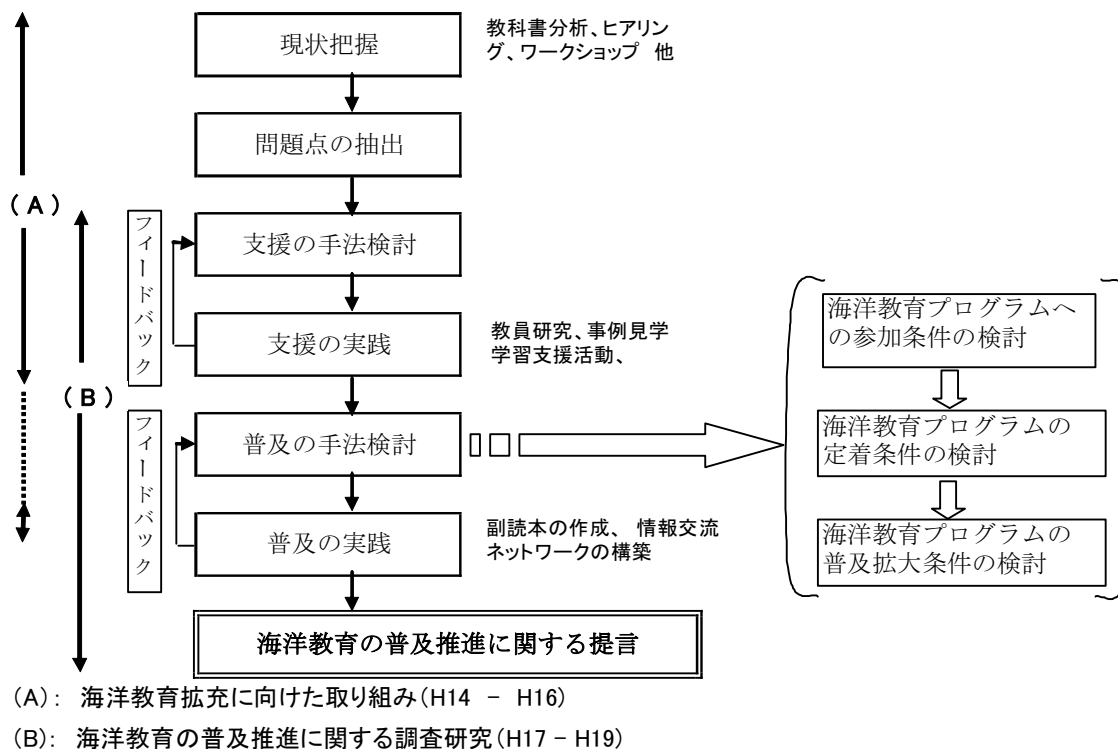 現状把握
教科書分析、ヒアリン
グ、ワークショップ 他
問題点の抽出
(A)
フィードバック
支援の手法検討
支援の実践
教員研究、事例見学
学習支援活動、
(B)
フィードバック
普及の手法検討
普及の実践
副読本の作成、 情報交流
ネットワークの構築
海洋教育プログラムへ
の参加条件の検討
海洋教育プログラムの
定着条件の検討
海洋教育プログラムの
普及拡大条件の検討
海洋教育の普及推進に関する提言
(A): 海洋教育拡充に向けた取り組み(H14 - H16)
(B): 海洋教育の普及推進に関する調査研究(H17 - H19)